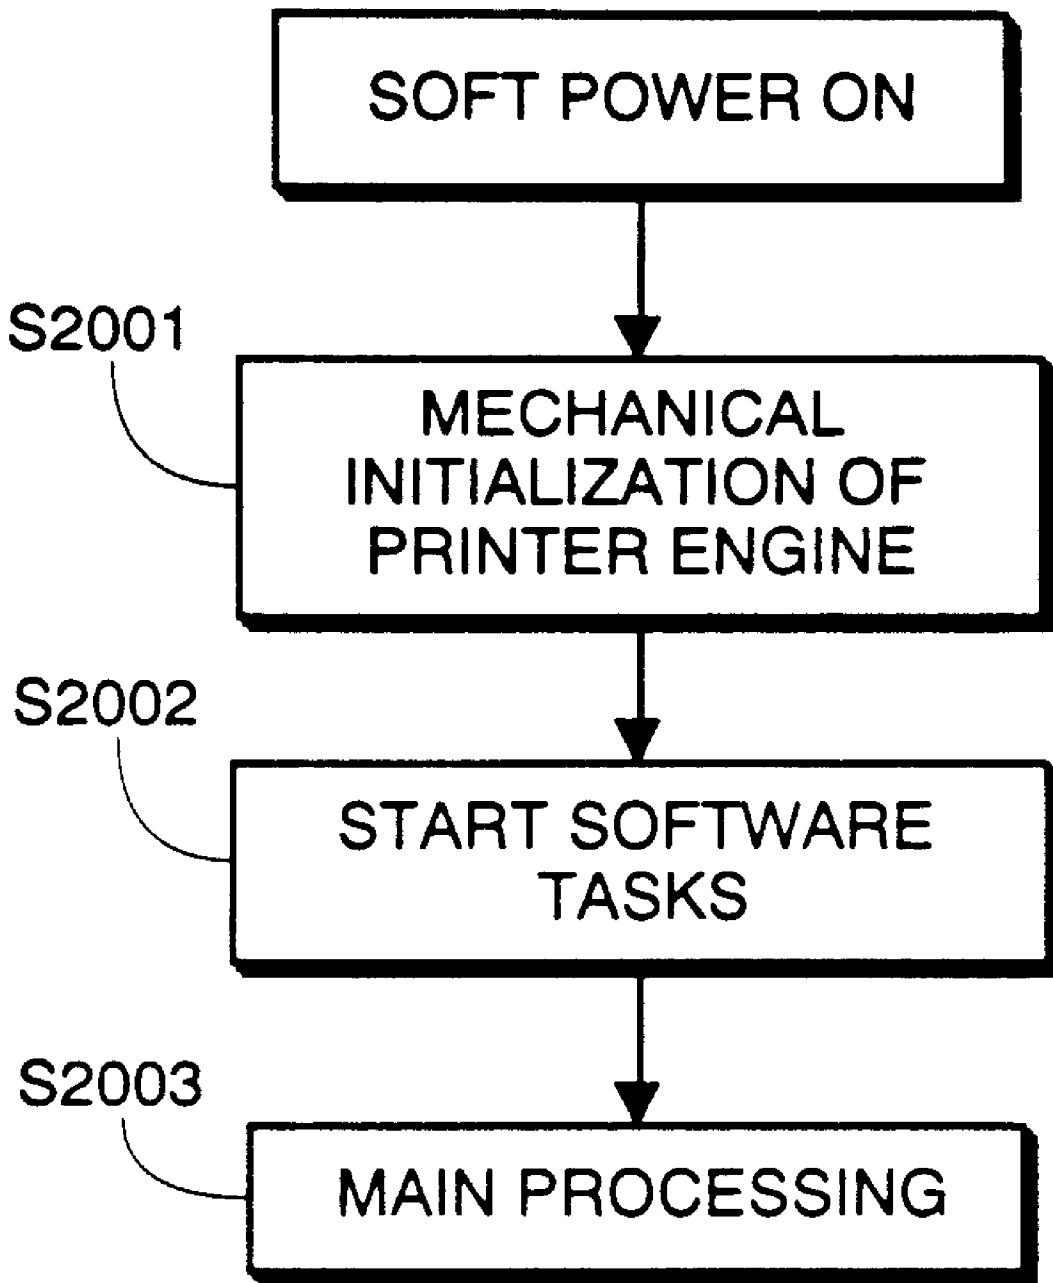 SOFT POWER ON
S2001
MECHANICAL
INITIALIZATION OF
PRINTER ENGINE
S2002
START SOFTWARE
TASKS
S2003
MAIN PROCESSING